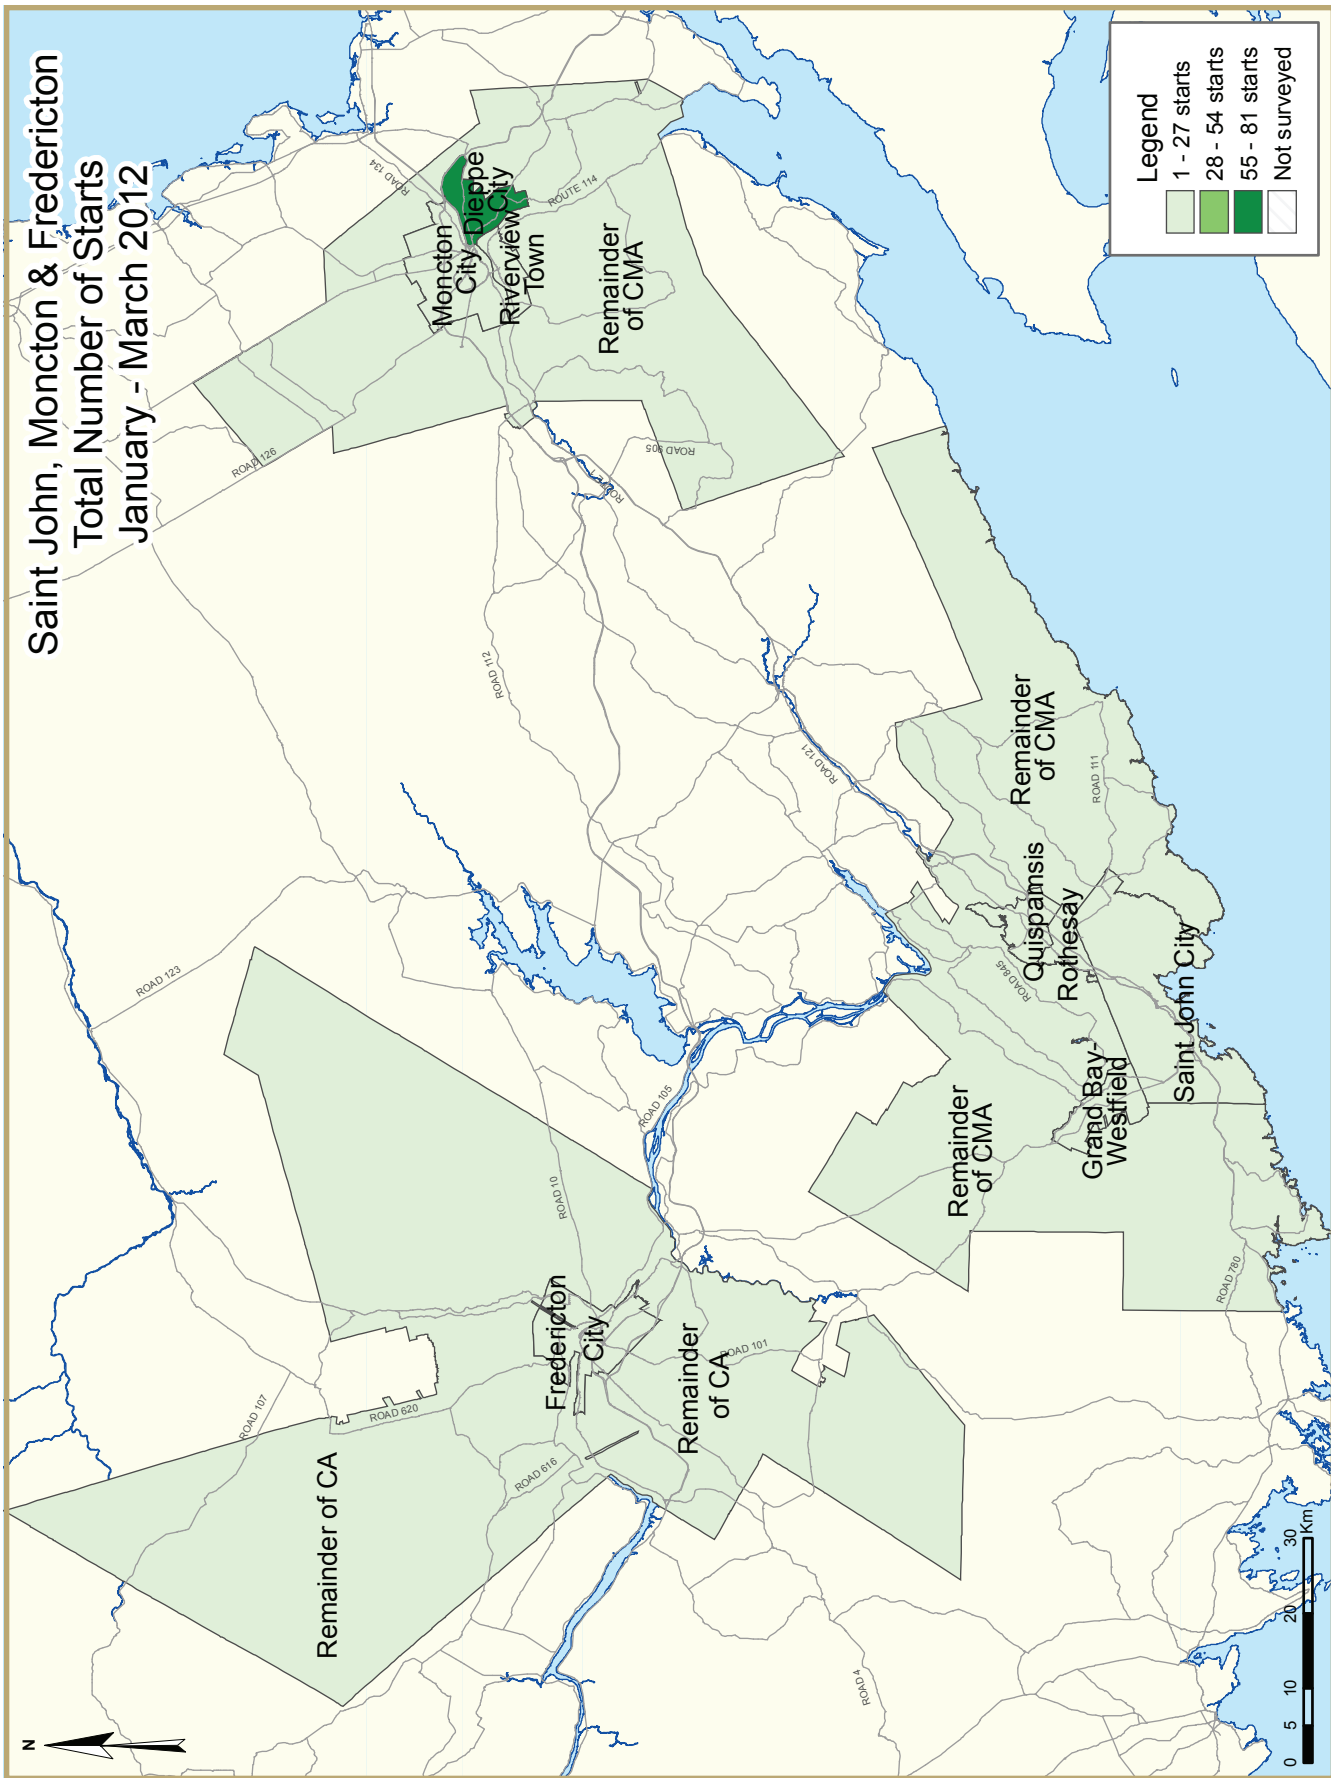 Saint John, Moncton & Fredericton
Total Number of Starts
January - March 2012
N
Legend
1 - 27 starts
28 - 54 starts
55 - 81 starts
Not surveyed
ROAD 134
Moncton
City
Dieppe
City
Riverview
Town
ROUTE 114
Remainder
of CMA
ROAD 126
ROAD 905
ROAD 112
ROAD 121
ROAD 123
Remainder
of CMA
ROAD 111
Quispamsis
Rothesay
ROAD 845
Saint John City
Grand Bay-
Westfield
Remainder
of CMA
ROAD 105
ROAD 10
Fredericton
City
Remainder
of CA
ROAD 101
ROAD 107
ROAD 620
ROAD 616
Remainder of CA
ROAD 780
ROAD 4
0 5 10 20 30
Km